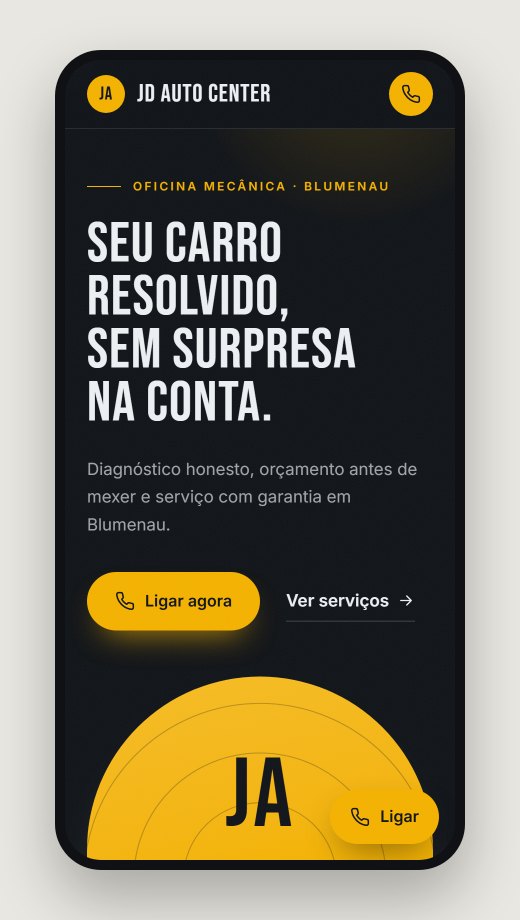 JA JD AUTO CENTER
OFICINA MECÂNICA · BLUMENAU
SEU CARRO
RESOLVIDO,
SEM SURPRESA
NA CONTA.
Diagnóstico honesto, orçamento antes de
mexer e serviço com garantia em
Blumenau.
Ligar agora
Ver serviços →
JA
Ligar